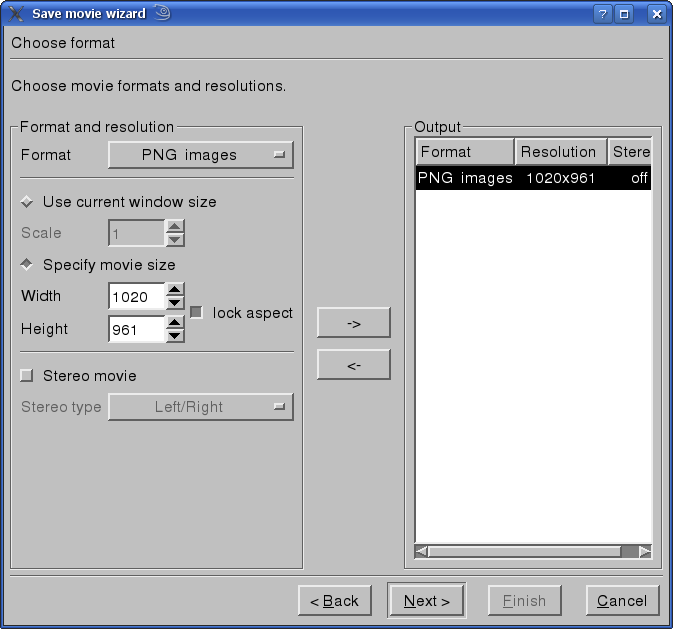 Save movie wizard
Choose format
Choose movie formats and resolutions.
Format and resolution
Format PNG images
Use current window size
Scale 1
Specify movie size
Width 1020
Height 961
lock aspect
Stereo movie
Stereo type Left/Right
->
<-
Output
Format Resolution Stere
PNG images 1020x961 off
< Back Next > Finish Cancel